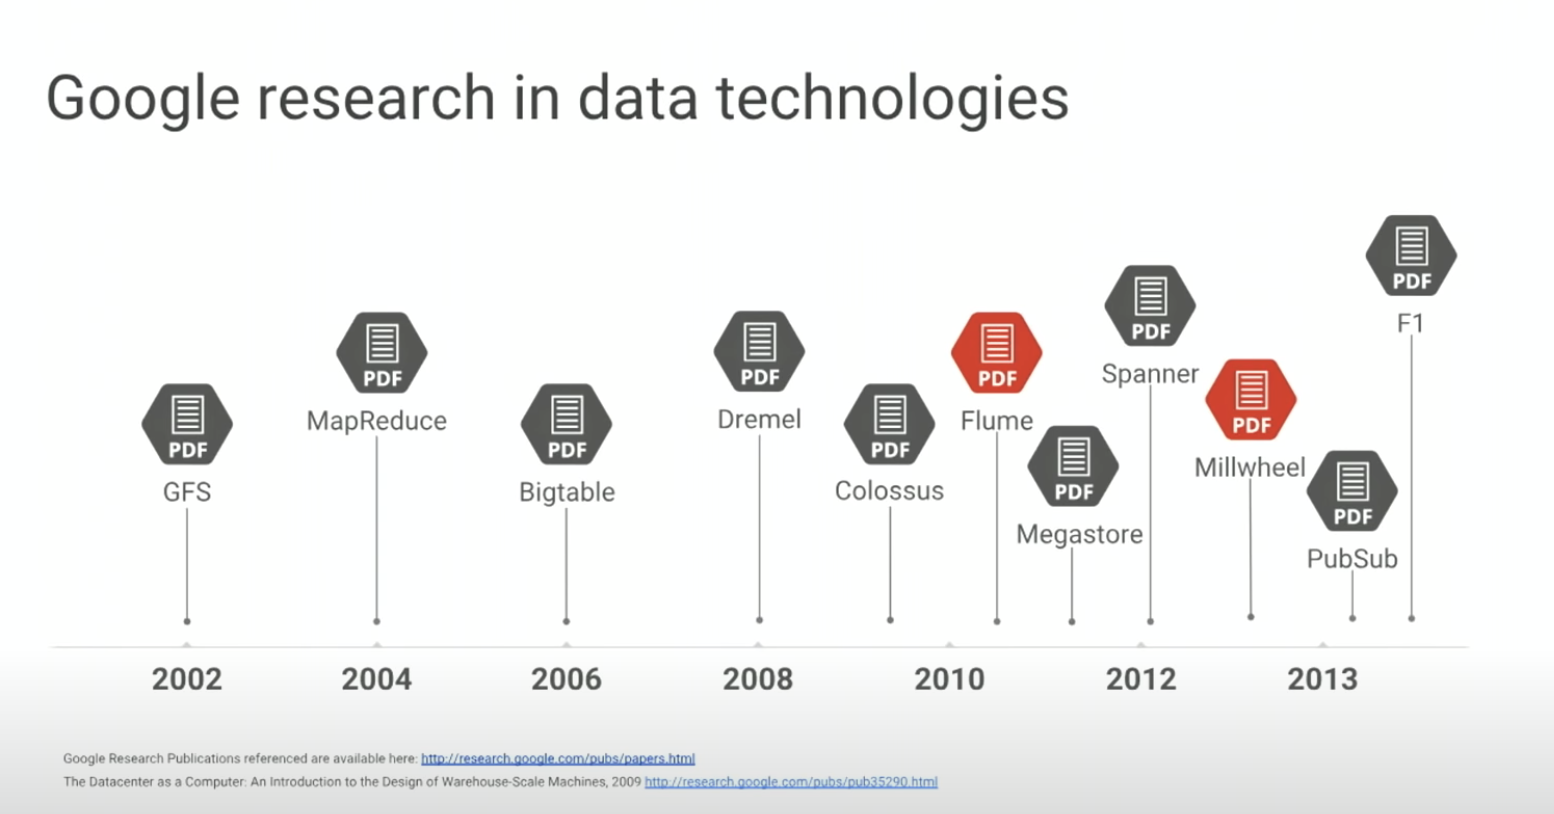 Google research in data technologies
PDF
GFS
PDF
MapReduce
PDF
Bigtable
PDF
Dremel
PDF
Colossus
PDF
Flume
PDF
Megastore
PDF
Spanner
PDF
Millwheel
PDF
PubSub
PDF
F1
2002
2004
2006
2008
2010
2012
2013
Google Research Publications referenced are available here: http://research.google.com/pubs/papers.html
The Datacenter as a Computer: An Introduction to the Design of Warehouse-Scale Machines, 2009 http://research.google.com/pubs/pub35290.html